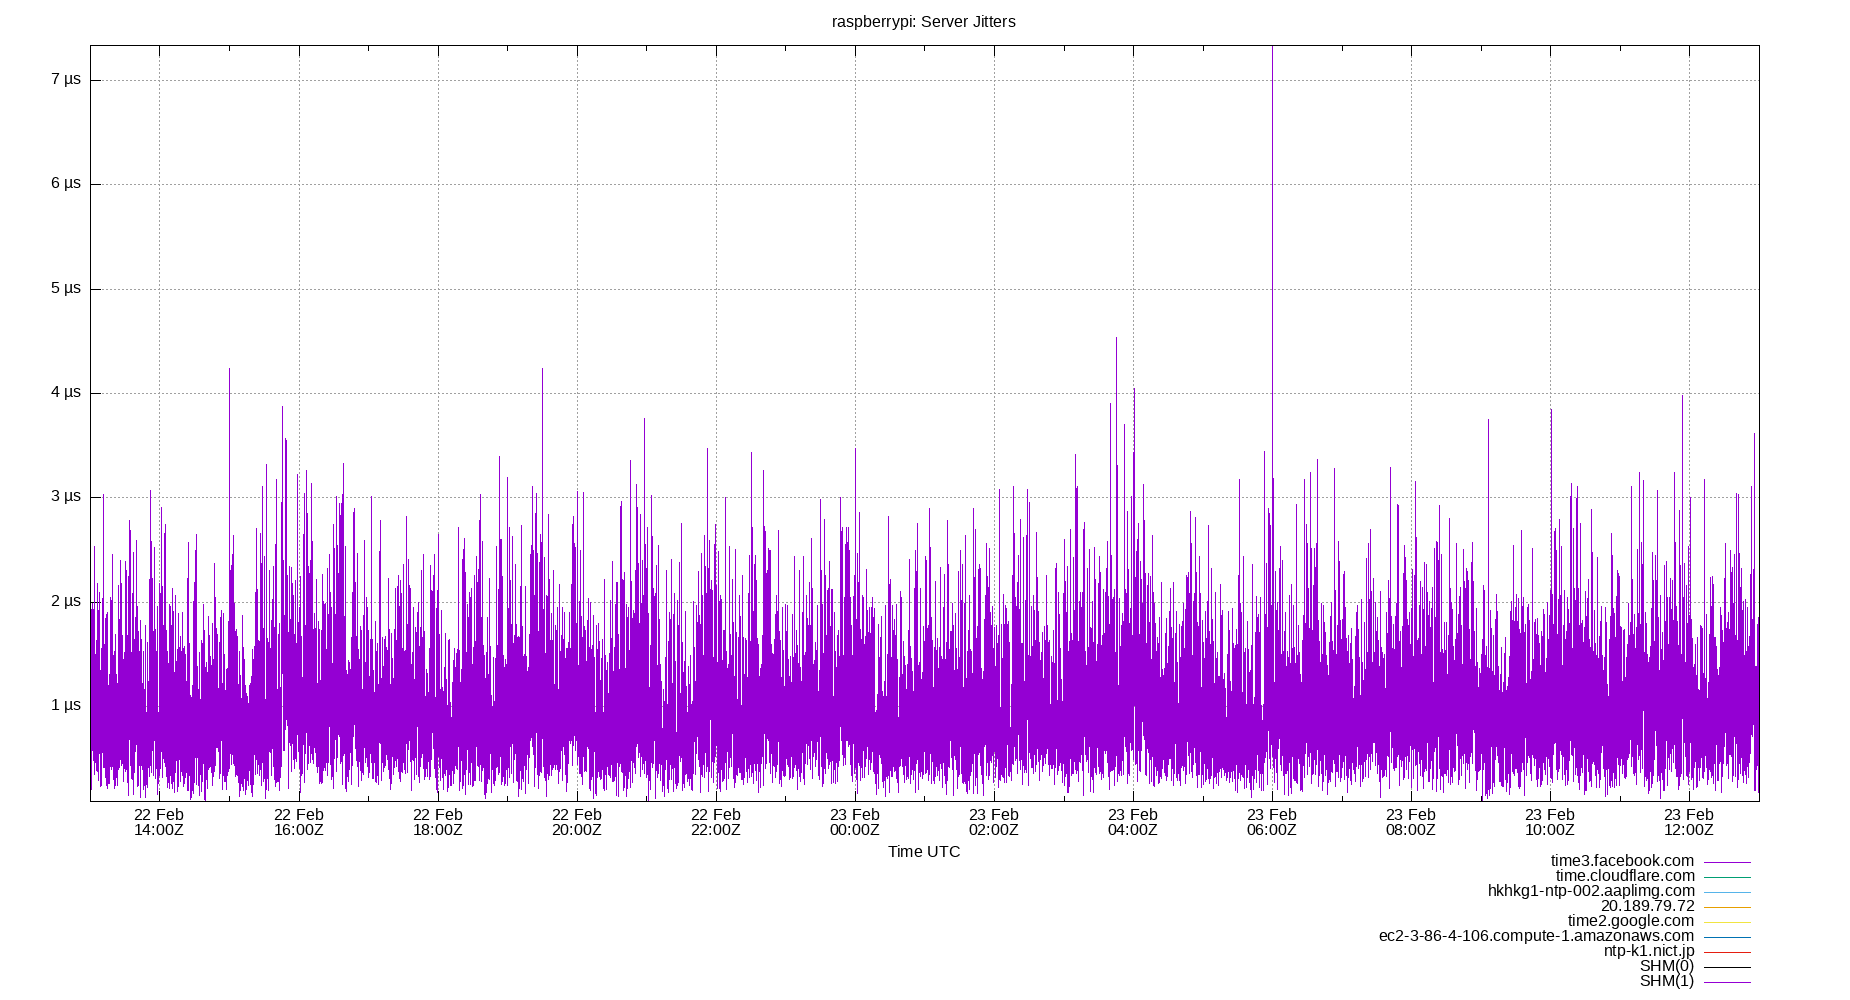 raspberrypi: Server Jitters
7 µs
6 µs
5 µs
4 µs
3 µs
2 µs
1 µs
22 Feb 22 Feb 22 Feb 22 Feb 22 Feb 23 Feb 23 Feb 23 Feb 23 Feb 23 Feb 23 Feb 23 Feb
14:00Z 16:00Z 18:00Z 20:00Z 22:00Z 00:00Z 02:00Z 04:00Z 06:00Z 08:00Z 10:00Z 12:00Z
Time UTC
time3.facebook.com
time.cloudflare.com
hkhkg1-ntp-002.aaplimg.com
20.189.79.72
time2.google.com
ec2-3-86-4-106.compute-1.amazonaws.com
ntp-k1.nict.jp
SHM(0)
SHM(1)